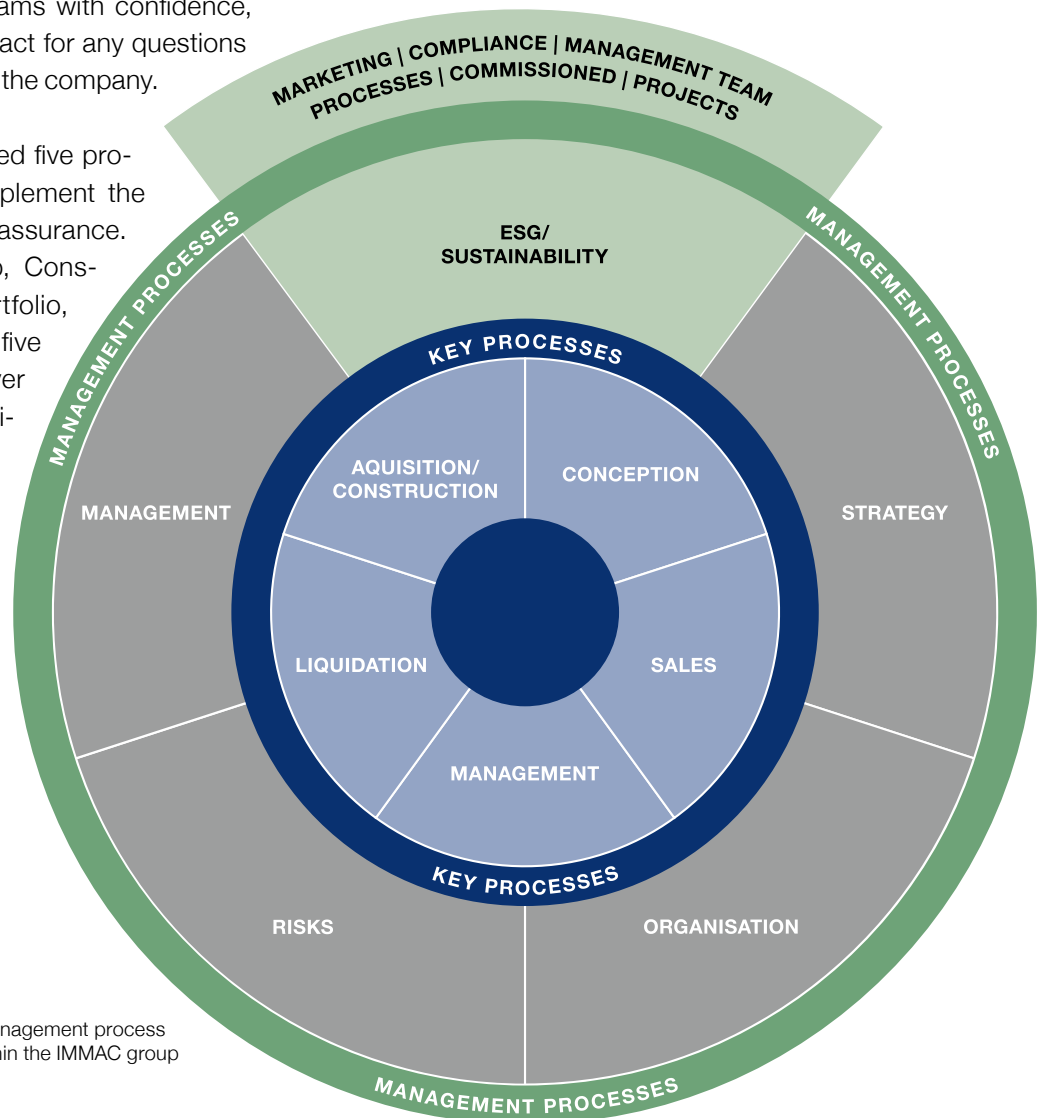 ams with confidence,
act for any questions
the company.
ed five pro-
plement the
assurance.
o, Cons-
rtfolio,
five
er
i-
MARKETING | COMPLIANCE | MANAGEMENT TEAM
PROCESSES | COMMISSIONED | PROJECTS
MANAGEMENT PROCESSES
MANAGEMENT PROCESSES
ESG/
SUSTAINABILITY
KEY PROCESSES
AQUISITION/
CONSTRUCTION
CONCEPTION
MANAGEMENT
STRATEGY
LIQUIDATION
SALES
MANAGEMENT
KEY PROCESSES
RISKS
ORGANISATION
nagement process
hin the IMMAC group
MANAGEMENT PROCESSES